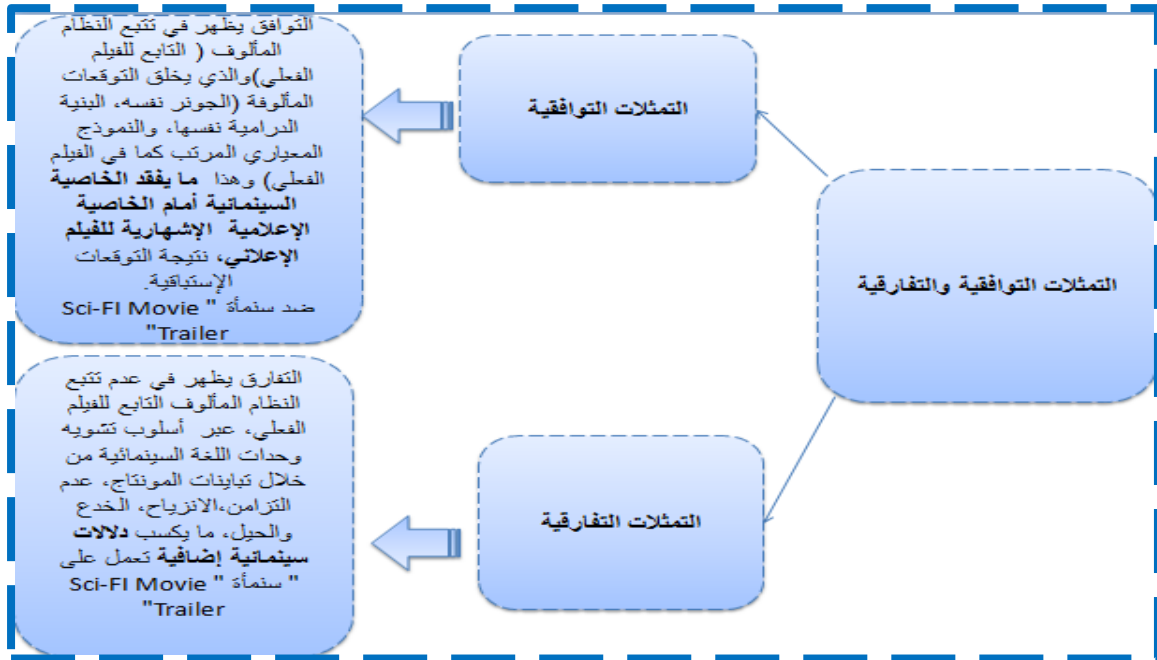 التمثلات التوافقية والتفارقية
التمثلات التوافقية
التوافق يظهر في تتبع النظام
المألوف ( التابع للفيلم
الفعلي)والذي يخلق التوقعات
المألوفة (الجونر نفسه، البنية
الدرامية نفسها، والنموذج
المعياري المرتب كما في الفيلم
الفعلي) وهذا ما يفقد الخاصية
السينمائية أمام الخاصية
الإعلامية الإشهارية للفيلم
الإعلاني، نتيجة التوقعات
الإستباقية.
ضد سنمأة " Sci-FI Movie
Trailer"
التمثلات التفارقية
التفارق يظهر في عدم تتبع
النظام المألوف التابع للفيلم
الفعلي، عبر أسلوب تشويه
وحدات اللغة السينمائية من
خلال تباينات المونتاج، عدم
التزامن،الانزياح، الخدع
والحيل، ما يكسب دلالات
سينمائية إضافية تعمل على
" سنمأة " Sci-FI Movie
Trailer"